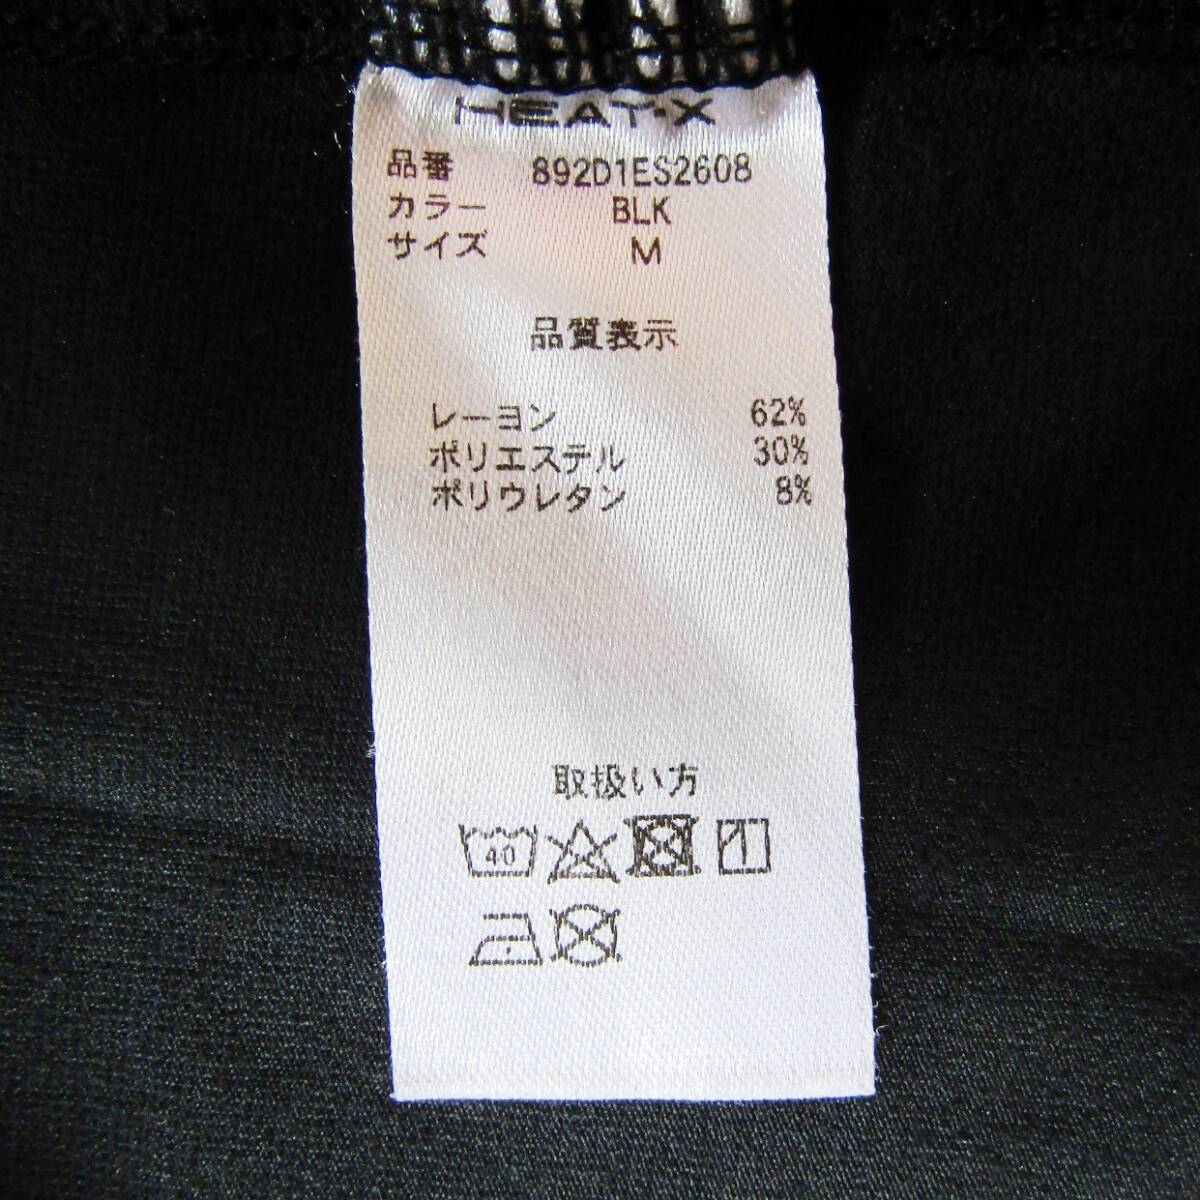 HEAT-X
品番 892D1ES2608
カラー BLK
サイズ M
品質表示
レーヨン 62%
ポリエステル 30%
ポリウレタン 8%
取扱い方
40